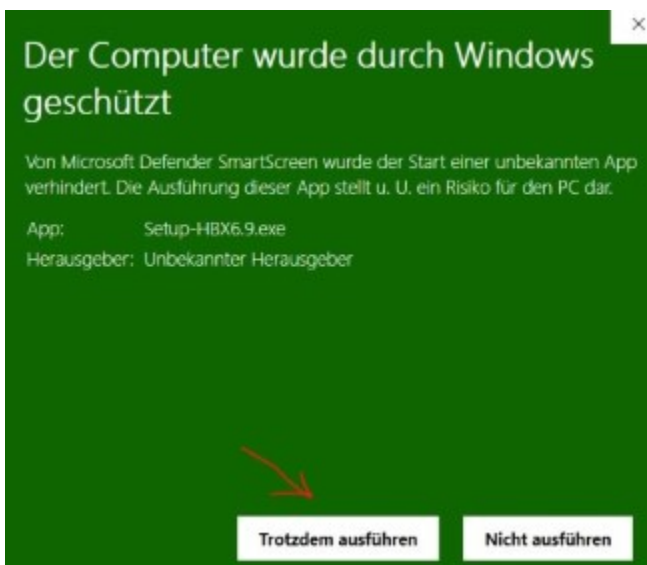 Der Computer wurde durch Windows
geschützt
Von Microsoft Defender SmartScreen wurde der Start einer unbekannten App
verhindert. Die Ausführung dieser App stellt u. U. ein Risiko für den PC dar.
App: Setup-HBX6.9.exe
Herausgeber: Unbekannter Herausgeber
Trotzdem ausführen Nicht ausführen